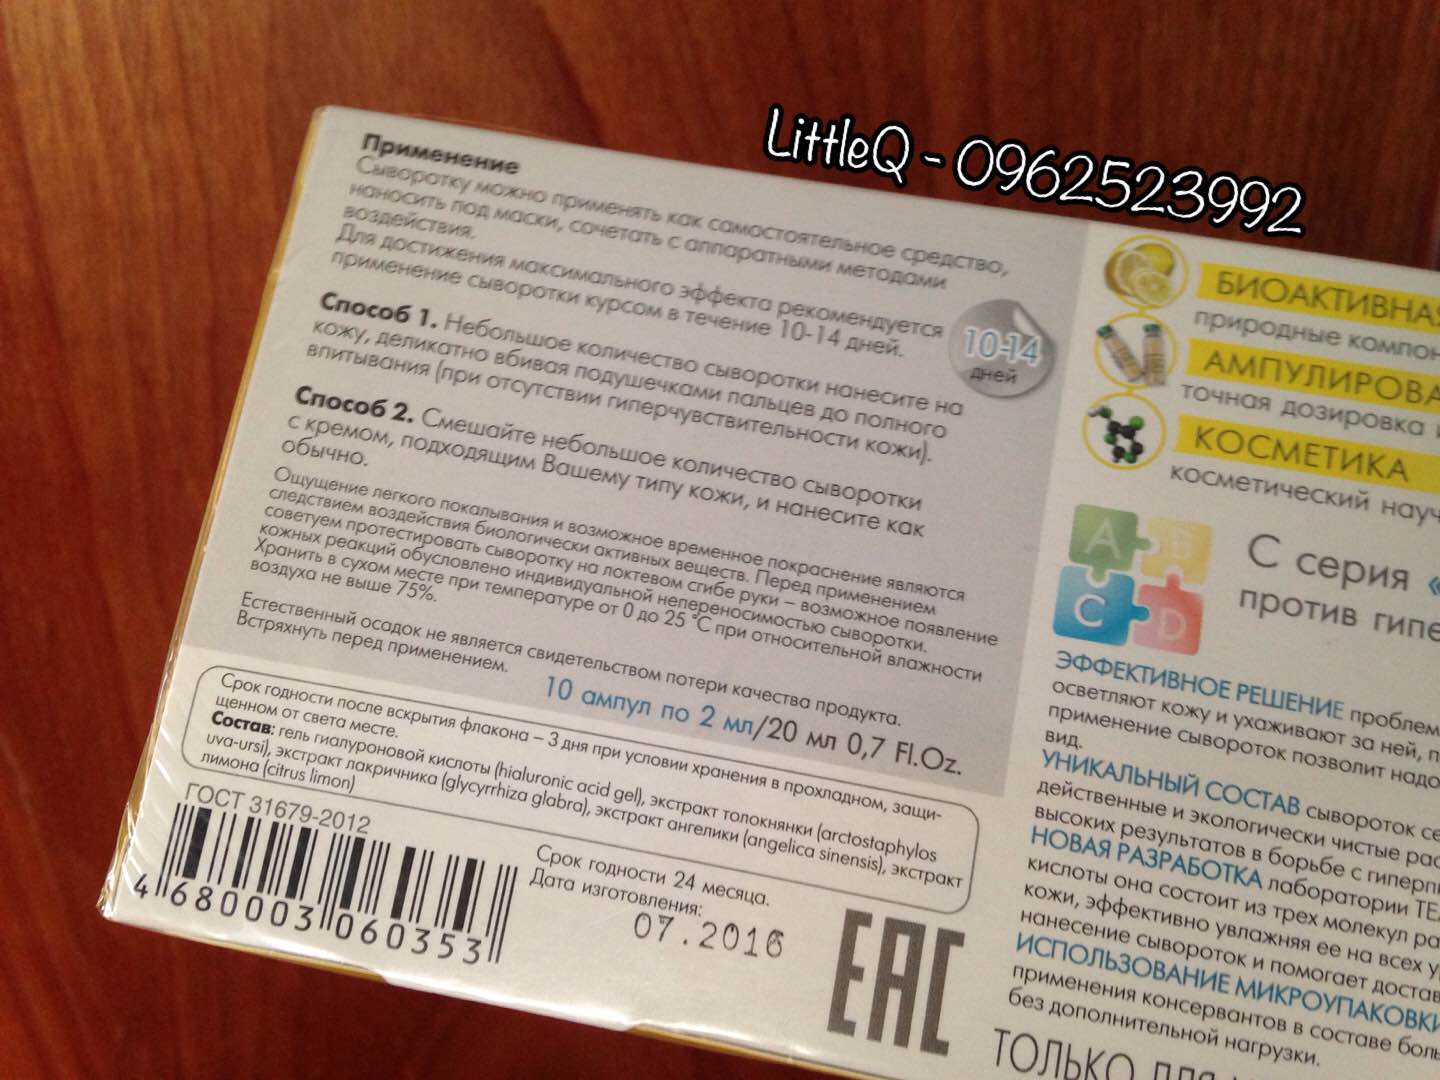 LittleQ - 0962523992
Применение
Сыворотку можно применять как самостоятельное средство,
наносить под маски, сочетать с аппаратными методами
воздействия.
Для достижения максимального эффекта рекомендуется
применение сыворотки курсом в течение 10-14 дней.
Способ 1. Небольшое количество сыворотки нанесите на
кожу, деликатно вбивая подушечками пальцев до полного
впитывания (при отсутствии гиперчувствительности кожи).
10-14
дней
Способ 2. Смешайте небольшое количество сыворотки
с кремом, подходящим Вашему типу кожи, и нанесите как
обычно.
Ощущение легкого покалывания и возможное временное покраснение являются
следствием воздействия биологически активных веществ. Перед применением
советуем протестировать сыворотку на локтевом сгибе руки – возможное появление
кожных реакций обусловлено индивидуальной непереносимостью сыворотки.
Хранить в сухом месте при температуре от 0 до 25 °C при относительной влажности
воздуха не выше 75%.
Естественный осадок не является свидетельством потери качества продукта.
Встряхнуть перед применением.
10 ампул по 2 мл/20 мл 0,7 Fl.Oz.
Срок годности после вскрытия флакона – 3 дня при условии хранения в прохладном, защи-
щенном от света месте.
Состав: гель гиалуроновой кислоты (hialuronic acid gel), экстракт толокнянки (arctostaphylos
uva-ursi), экстракт лакричника (glycyrrhiza glabra), экстракт ангелики (angelica sinensis), экстракт
лимона (citrus limon)
ГОСТ 31679-2012
4 680003 060353
Срок годности 24 месяца.
Дата изготовления:
07.2016
EAC
БИОАКТИВНАЯ
природные компон
АМПУЛИРОВА
точная дозировка и
КОСМЕТИКА
косметический науч
A B
C D
С серия «
против гипе
ЭФФЕКТИВНОЕ РЕШЕНИЕ проблем
осветляют кожу и ухаживают за ней, п
применение сывороток позволит надо
вид.
УНИКАЛЬНЫЙ СОСТАВ сывороток се
действенные и экологически чистые рас
высоких результатов в борьбе с гиперпи
НОВАЯ РАЗРАБОТКА лаборатории ТЕ
кислоты она состоит из трех молекул ра
кожи, эффективно увлажняя ее на всех у
нанесение сывороток и помогает достав
ИСПОЛЬЗОВАНИЕ МИКРОУПАКОВКИ
применения консервантов в составе боль
без дополнительной нагрузки.
ТОЛЬКО ДЛЯ